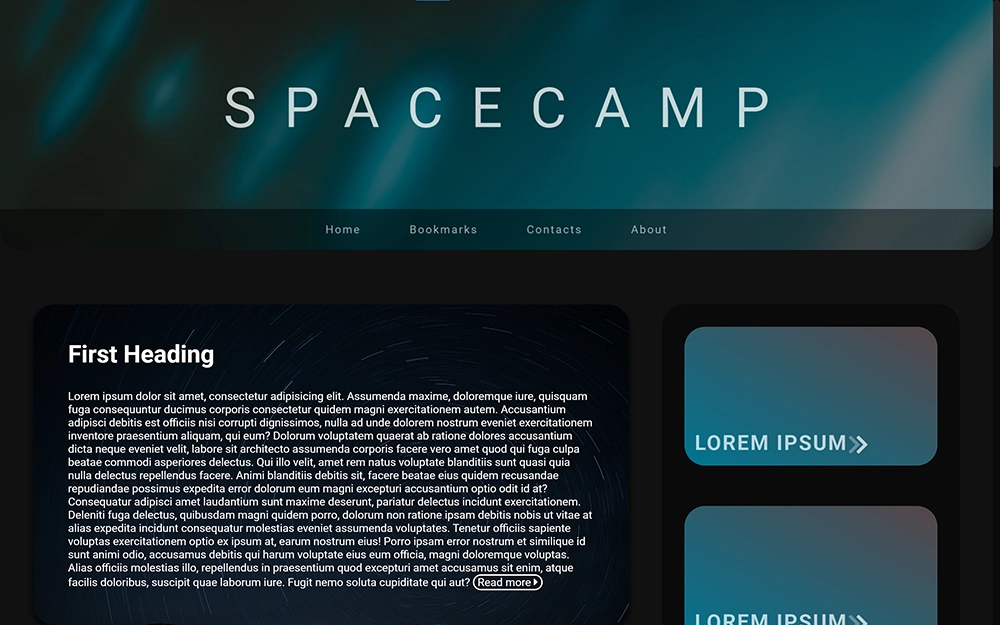 SPACECAMP
Home Bookmarks Contacts About
First Heading
Lorem ipsum dolor sit amet, consectetur adipisicing elit. Assumenda maxime, doloremque iure, quisquam
fuga consequuntur ducimus corporis consectetur quidem magni exercitationem autem. Accusantium
adipisci debitis est officiis nisi corrupti dignissimos, nulla ad unde dolorem nostrum eveniet exercitationem
inventore praesentium aliquam, qui eum? Dolorum voluptatem quaerat ab ratione dolores accusantium
dicta neque eveniet velit, labore sit architecto assumenda corporis facere vero amet quod qui fuga culpa
beatae commodi asperiores delectus. Qui illo velit, amet rem natus voluptate blanditiis sunt quasi quia
nulla delectus repellendus facere. Animi blanditiis debitis sit, facere beatae eius quidem recusandae
repudiandae possimus expedita error dolorum eum magni excepturi accusantium optio odit id at?
Consequatur adipisci amet laudantium sunt maxime deserunt, pariatur delectus incidunt exercitationem.
Deleniti fuga delectus, quibusdam magni quidem porro, dolorum non ratione ipsam debitis nobis ut vitae at
alias expedita incidunt consequatur molestias eveniet assumenda voluptates. Tenetur officiis sapiente
voluptas exercitationem optio ex ipsum at, earum nostrum eius! Porro ipsam error nostrum et similique id
sunt animi odio, accusamus debitis qui harum voluptate eius eum officia, magni doloremque voluptas.
Alias officiis molestias illo, repellendus in praesentium quod excepturi amet accusamus sit enim, atque
facilis doloribus, suscipit quae laborum iure. Fugit nemo soluta cupiditate qui aut? Read more
LOREM IPSUM
LOREM IPSUM